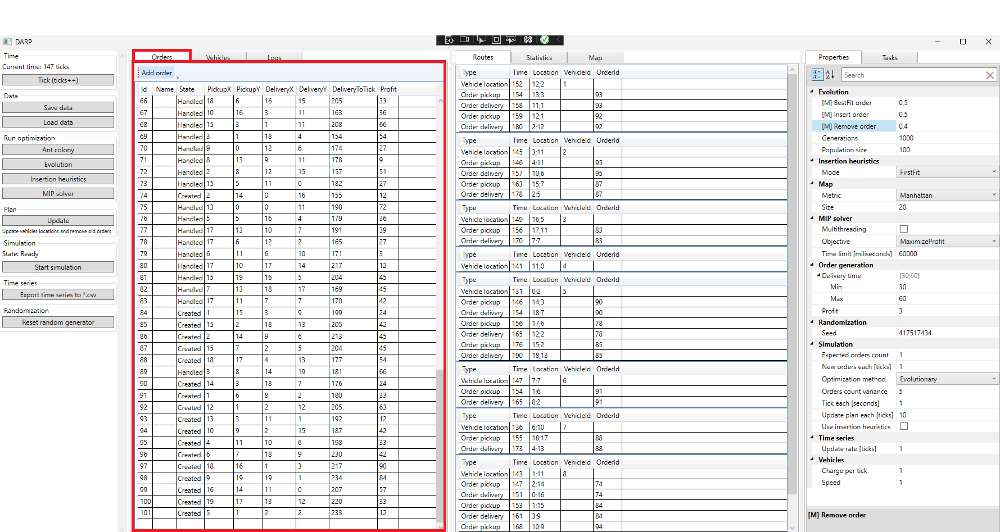 DARP
Time
Current time: 147 ticks
Tick (ticks++)
Data
Save data
Load data
Run optimization
Ant colony
Evolution
Insertion heuristics
MIP solver
Plan
Update
Update vehicles locations and remove old orders
Simulation
State: Ready
Start simulation
Time series
Export time series to *.csv
Randomization
Reset random generator
Orders Vehicles Logs
Add order
Id Name State PickupX PickupY DeliveryX DeliveryY DeliveryToTick Profit
66 Handled 18 6 16 15 205 33
67 Handled 10 16 3 11 163 36
68 Handled 15 3 1 11 208 66
69 Handled 3 1 18 4 154 54
70 Handled 9 0 12 6 174 27
71 Handled 8 13 9 11 178 9
72 Handled 2 8 12 15 157 51
73 Handled 15 5 11 0 182 27
74 Created 2 14 0 16 155 12
75 Handled 13 0 0 11 198 72
76 Handled 5 5 16 4 179 36
77 Handled 17 13 10 7 191 39
78 Handled 17 6 12 2 165 27
79 Handled 6 11 6 10 171 3
80 Handled 17 10 17 14 217 12
81 Handled 15 19 16 5 204 45
82 Handled 7 13 18 17 169 45
83 Handled 17 11 7 7 170 42
84 Created 1 15 3 9 199 24
85 Created 15 2 18 13 205 42
86 Created 2 14 9 6 213 45
87 Created 15 7 2 5 204 45
88 Created 18 17 4 13 177 54
89 Handled 3 8 14 19 181 66
90 Created 14 3 18 7 176 24
91 Created 1 6 8 2 180 33
92 Created 12 1 2 12 205 63
93 Created 13 3 11 1 192 12
94 Created 10 9 2 15 187 42
95 Created 4 11 10 6 198 33
96 Created 6 7 18 9 230 42
97 Created 18 16 1 3 217 90
98 Created 9 19 19 1 234 84
99 Created 16 14 11 0 207 57
100 Created 19 17 13 12 220 33
101 Created 5 1 2 2 233 12
Routes Statistics Map
Type Time Location VehicleId OrderId
Vehicle location 152 12;2 1
Order pickup 154 13;3 93
Order delivery 158 11;1 93
Order pickup 159 12;1 92
Order delivery 180 2;12 92
Type Time Location VehicleId OrderId
Vehicle location 145 3;11 2
Order pickup 146 4;11 95
Order delivery 157 10;6 95
Order pickup 163 15;7 87
Order delivery 178 2;5 87
Type Time Location VehicleId OrderId
Vehicle location 149 16;5 3
Order pickup 156 17;11 83
Order delivery 170 7;7 83
Type Time Location VehicleId OrderId
Vehicle location 141 11;0 4
Type Time Location VehicleId OrderId
Vehicle location 131 0;2 5
Order pickup 146 14;3 90
Order delivery 154 18;7 90
Order pickup 156 17;6 78
Order delivery 165 12;2 78
Order pickup 176 15;2 85
Order delivery 190 18;13 85
Type Time Location VehicleId OrderId
Vehicle location 147 7;7 6
Order pickup 154 1;6 91
Order delivery 165 8;2 91
Type Time Location VehicleId OrderId
Vehicle location 136 6;10 7
Order pickup 155 18;17 88
Order delivery 173 4;13 88
Type Time Location VehicleId OrderId
Vehicle location 143 1;11 8
Order pickup 147 2;14 74
Order delivery 151 0;16 74
Order pickup 153 1;15 84
Order delivery 161 3;9 84
Order pickup 168 10;9 94
Properties Tasks
Search
Evolution
[M] BestFit order 0,5
[M] Insert order 0,5
[M] Remove order 0,4
Generations 1000
Population size 100
Insertion heuristics
Mode FirstFit
Map
Metric Manhattan
Size 20
MIP solver
Multithreading
Objective MaximizeProfit
Time limit [miliseconds] 60000
Order generation
Delivery time [30;60]
Min 30
Max 60
Profit 3
Randomization
Seed 417517434
Simulation
Expected orders count 1
New orders each [ticks] 1
Optimization method Evolutionary
Orders count variance 5
Tick each [seconds] 1
Update plan each [ticks] 10
Use insertion heuristics
Time series
Update rate [ticks] 1
Vehicles
Charge per tick 1
Speed 1
[M] Remove order